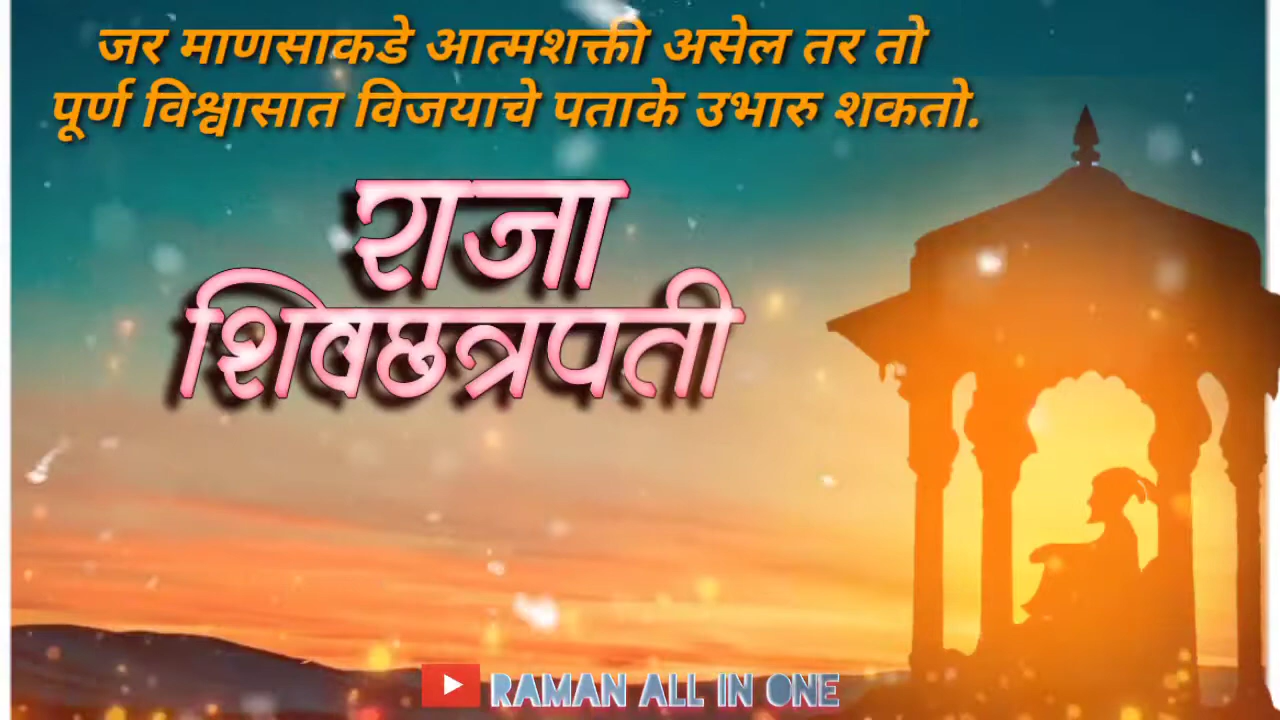 जर माणसाकडे आत्मशक्ती असेल तर तो
पूर्ण विश्वासात विजयाचे पताके उभारु शकतो.
राजा
शिवछत्रपती
RAMAN ALL IN ONE